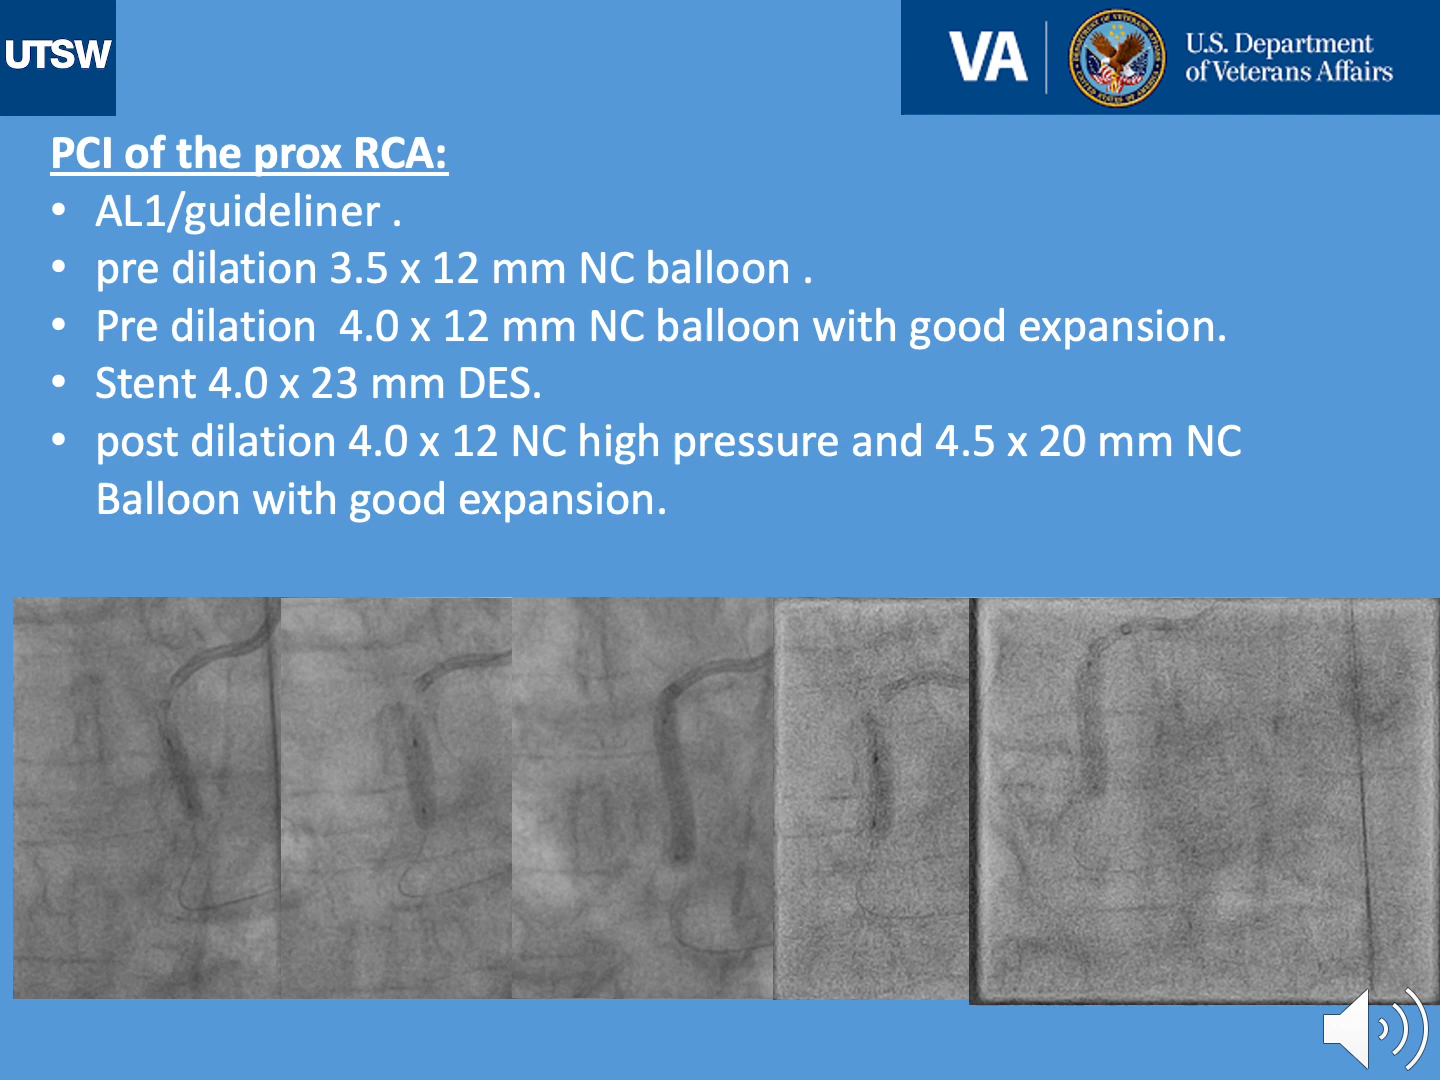 UTSW
VA
U.S. Department
of Veterans Affairs
PCI of the prox RCA:
• AL1/guideliner .
• pre dilation 3.5 x 12 mm NC balloon .
• Pre dilation  4.0 x 12 mm NC balloon with good expansion.
• Stent 4.0 x 23 mm DES.
• post dilation 4.0 x 12 NC high pressure and 4.5 x 20 mm NC
Balloon with good expansion.